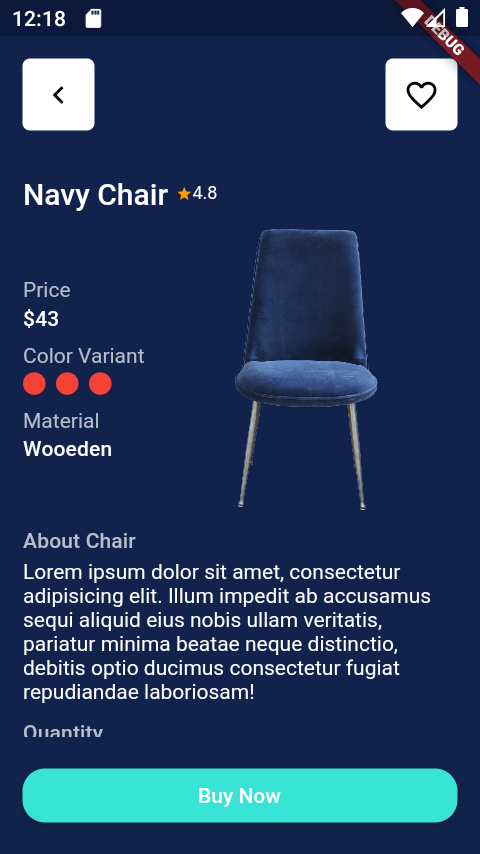 12:18
DEBUG
Navy Chair 4.8
Price
$43
Color Variant
Material
Wooeden
About Chair
Lorem ipsum dolor sit amet, consectetur
adipisicing elit. Illum impedit ab accusamus
sequi aliquid eius nobis ullam veritatis,
pariatur minima beatae neque distinctio,
debitis optio ducimus consectetur fugiat
repudiandae laboriosam!
Quantity
Buy Now